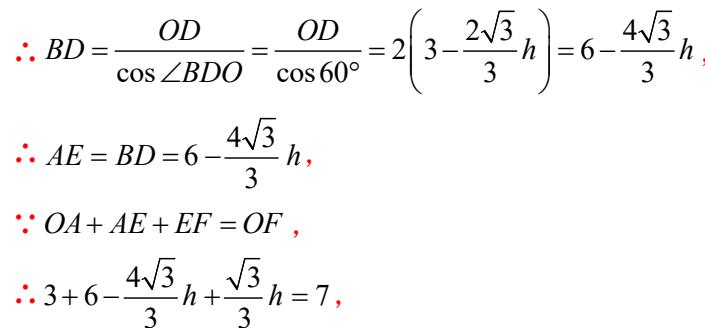 ∴ BD = OD/cos∠BDO = OD/cos60° = 2(3 − 2√3/3 h) = 6 − 4√3/3 h，
∴ AE = BD = 6 − 4√3/3 h，
∵ OA + AE + EF = OF，
∴ 3 + 6 − 4√3/3 h + √3/3 h = 7，